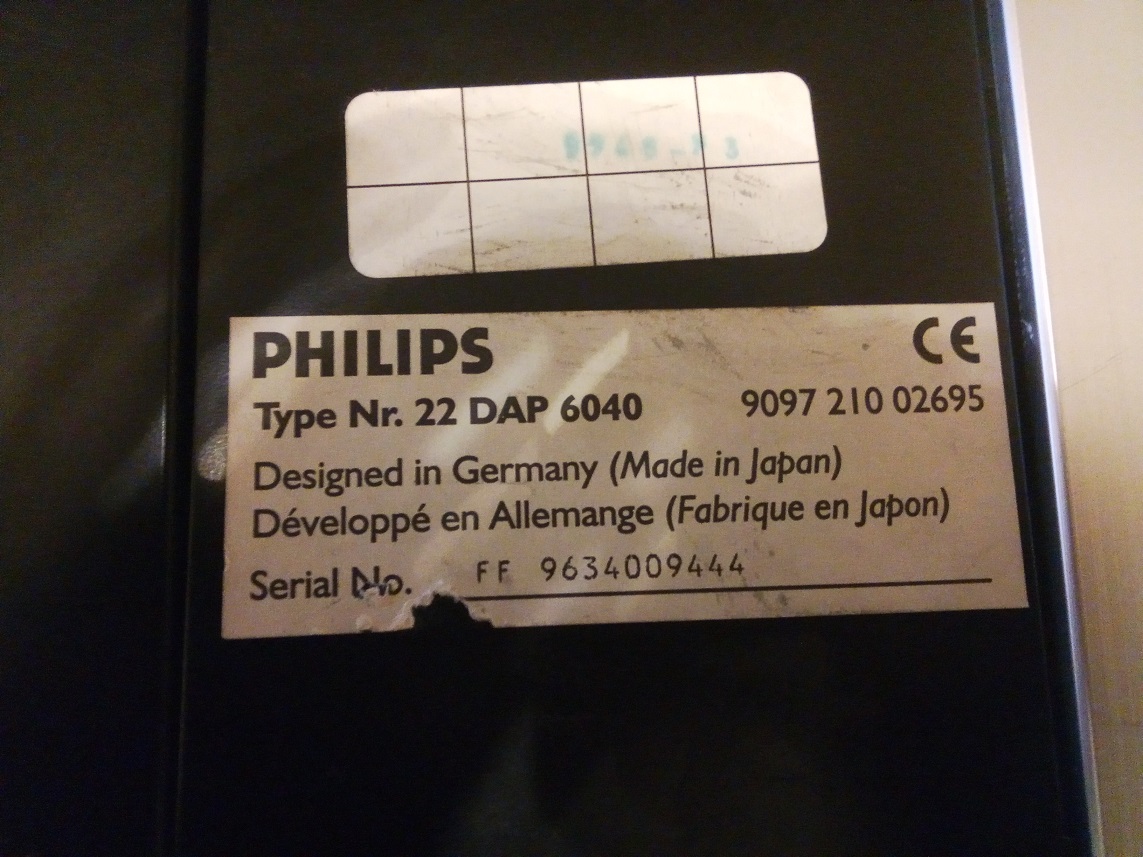 PHILIPS CE
Type Nr. 22 DAP 6040 9097 210 02695
Designed in Germany (Made in Japan)
Développé en Allemange (Fabrique en Japon)
Serial No. FF 9634009444